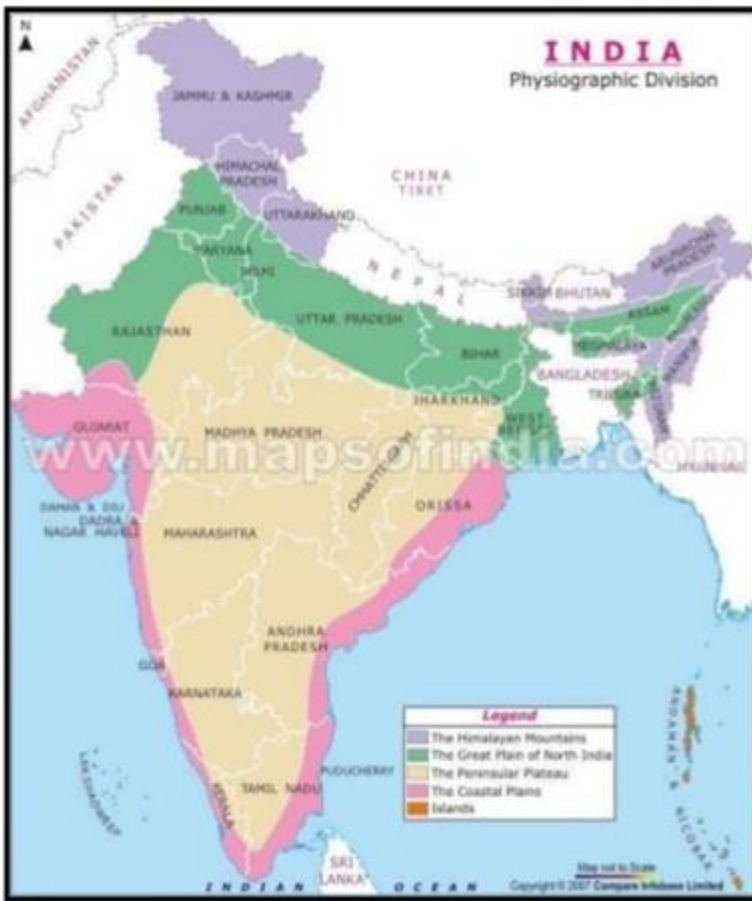 N
INDIA
Physiographic Division
AFGHANISTAN
JAMMU & KASHMIR
HIMACHAL
PRADESH
CHINA
TIBET
PAKISTAN
PUNJAB
UTTARAKHAND
HARYANA
DELHI
NEPAL
ARUNACHAL
PRADESH
SIKKIM
BHUTAN
RAJASTHAN
UTTAR PRADESH
ASSAM
NAGALAND
BIHAR
MEGHALAYA
MANIPUR
BANGLADESH
JHARKHAND
TRIPURA
MIZORAM
GUJARAT
MADHYA PRADESH
WEST
BENGAL
CHHATTISGARH
www.mapsofindia.com
ORISSA
DAMAN & DIU
DADRA &
NAGAR HAVELI
MAHARASHTRA
ANDHRA
PRADESH
GOA
KARNATAKA
Legend
The Himalayan Mountains
The Great Plain of North India
The Peninsular Plateau
The Coastal Plains
Islands
ANDAMAN & NICOBAR
LAKSHADWEEP
KERALA
TAMIL NADU
PUDUCHERRY
SRI
LANKA
Map not to Scale
INDIAN OCEAN
Copyright © 2007 Compare Infobase Limited